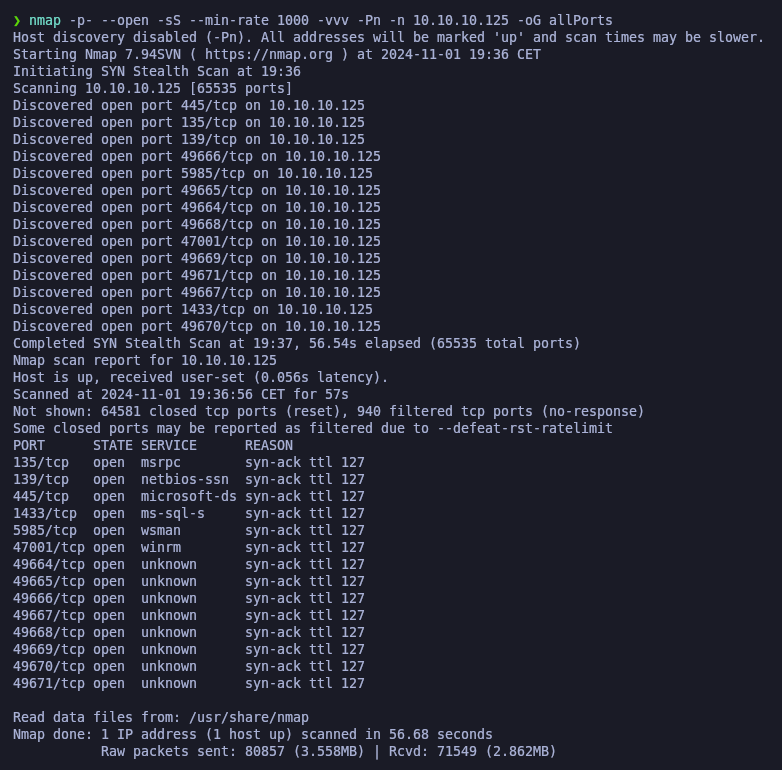 ❯ nmap -p- --open -sS --min-rate 1000 -vvv -Pn -n 10.10.10.125 -oG allPorts
Host discovery disabled (-Pn). All addresses will be marked 'up' and scan times may be slower.
Starting Nmap 7.94SVN ( https://nmap.org ) at 2024-11-01 19:36 CET
Initiating SYN Stealth Scan at 19:36
Scanning 10.10.10.125 [65535 ports]
Discovered open port 445/tcp on 10.10.10.125
Discovered open port 135/tcp on 10.10.10.125
Discovered open port 139/tcp on 10.10.10.125
Discovered open port 49666/tcp on 10.10.10.125
Discovered open port 5985/tcp on 10.10.10.125
Discovered open port 49665/tcp on 10.10.10.125
Discovered open port 49664/tcp on 10.10.10.125
Discovered open port 49668/tcp on 10.10.10.125
Discovered open port 47001/tcp on 10.10.10.125
Discovered open port 49669/tcp on 10.10.10.125
Discovered open port 49671/tcp on 10.10.10.125
Discovered open port 49667/tcp on 10.10.10.125
Discovered open port 1433/tcp on 10.10.10.125
Discovered open port 49670/tcp on 10.10.10.125
Completed SYN Stealth Scan at 19:37, 56.54s elapsed (65535 total ports)
Nmap scan report for 10.10.10.125
Host is up, received user-set (0.056s latency).
Scanned at 2024-11-01 19:36:56 CET for 57s
Not shown: 64581 closed tcp ports (reset), 940 filtered tcp ports (no-response)
Some closed ports may be reported as filtered due to --defeat-rst-ratelimit
PORT      STATE SERVICE      REASON
135/tcp   open  msrpc        syn-ack ttl 127
139/tcp   open  netbios-ssn  syn-ack ttl 127
445/tcp   open  microsoft-ds syn-ack ttl 127
1433/tcp  open  ms-sql-s     syn-ack ttl 127
5985/tcp  open  wsman        syn-ack ttl 127
47001/tcp open  winrm        syn-ack ttl 127
49664/tcp open  unknown      syn-ack ttl 127
49665/tcp open  unknown      syn-ack ttl 127
49666/tcp open  unknown      syn-ack ttl 127
49667/tcp open  unknown      syn-ack ttl 127
49668/tcp open  unknown      syn-ack ttl 127
49669/tcp open  unknown      syn-ack ttl 127
49670/tcp open  unknown      syn-ack ttl 127
49671/tcp open  unknown      syn-ack ttl 127
Read data files from: /usr/share/nmap
Nmap done: 1 IP address (1 host up) scanned in 56.68 seconds
           Raw packets sent: 80857 (3.558MB) | Rcvd: 71549 (2.862MB)